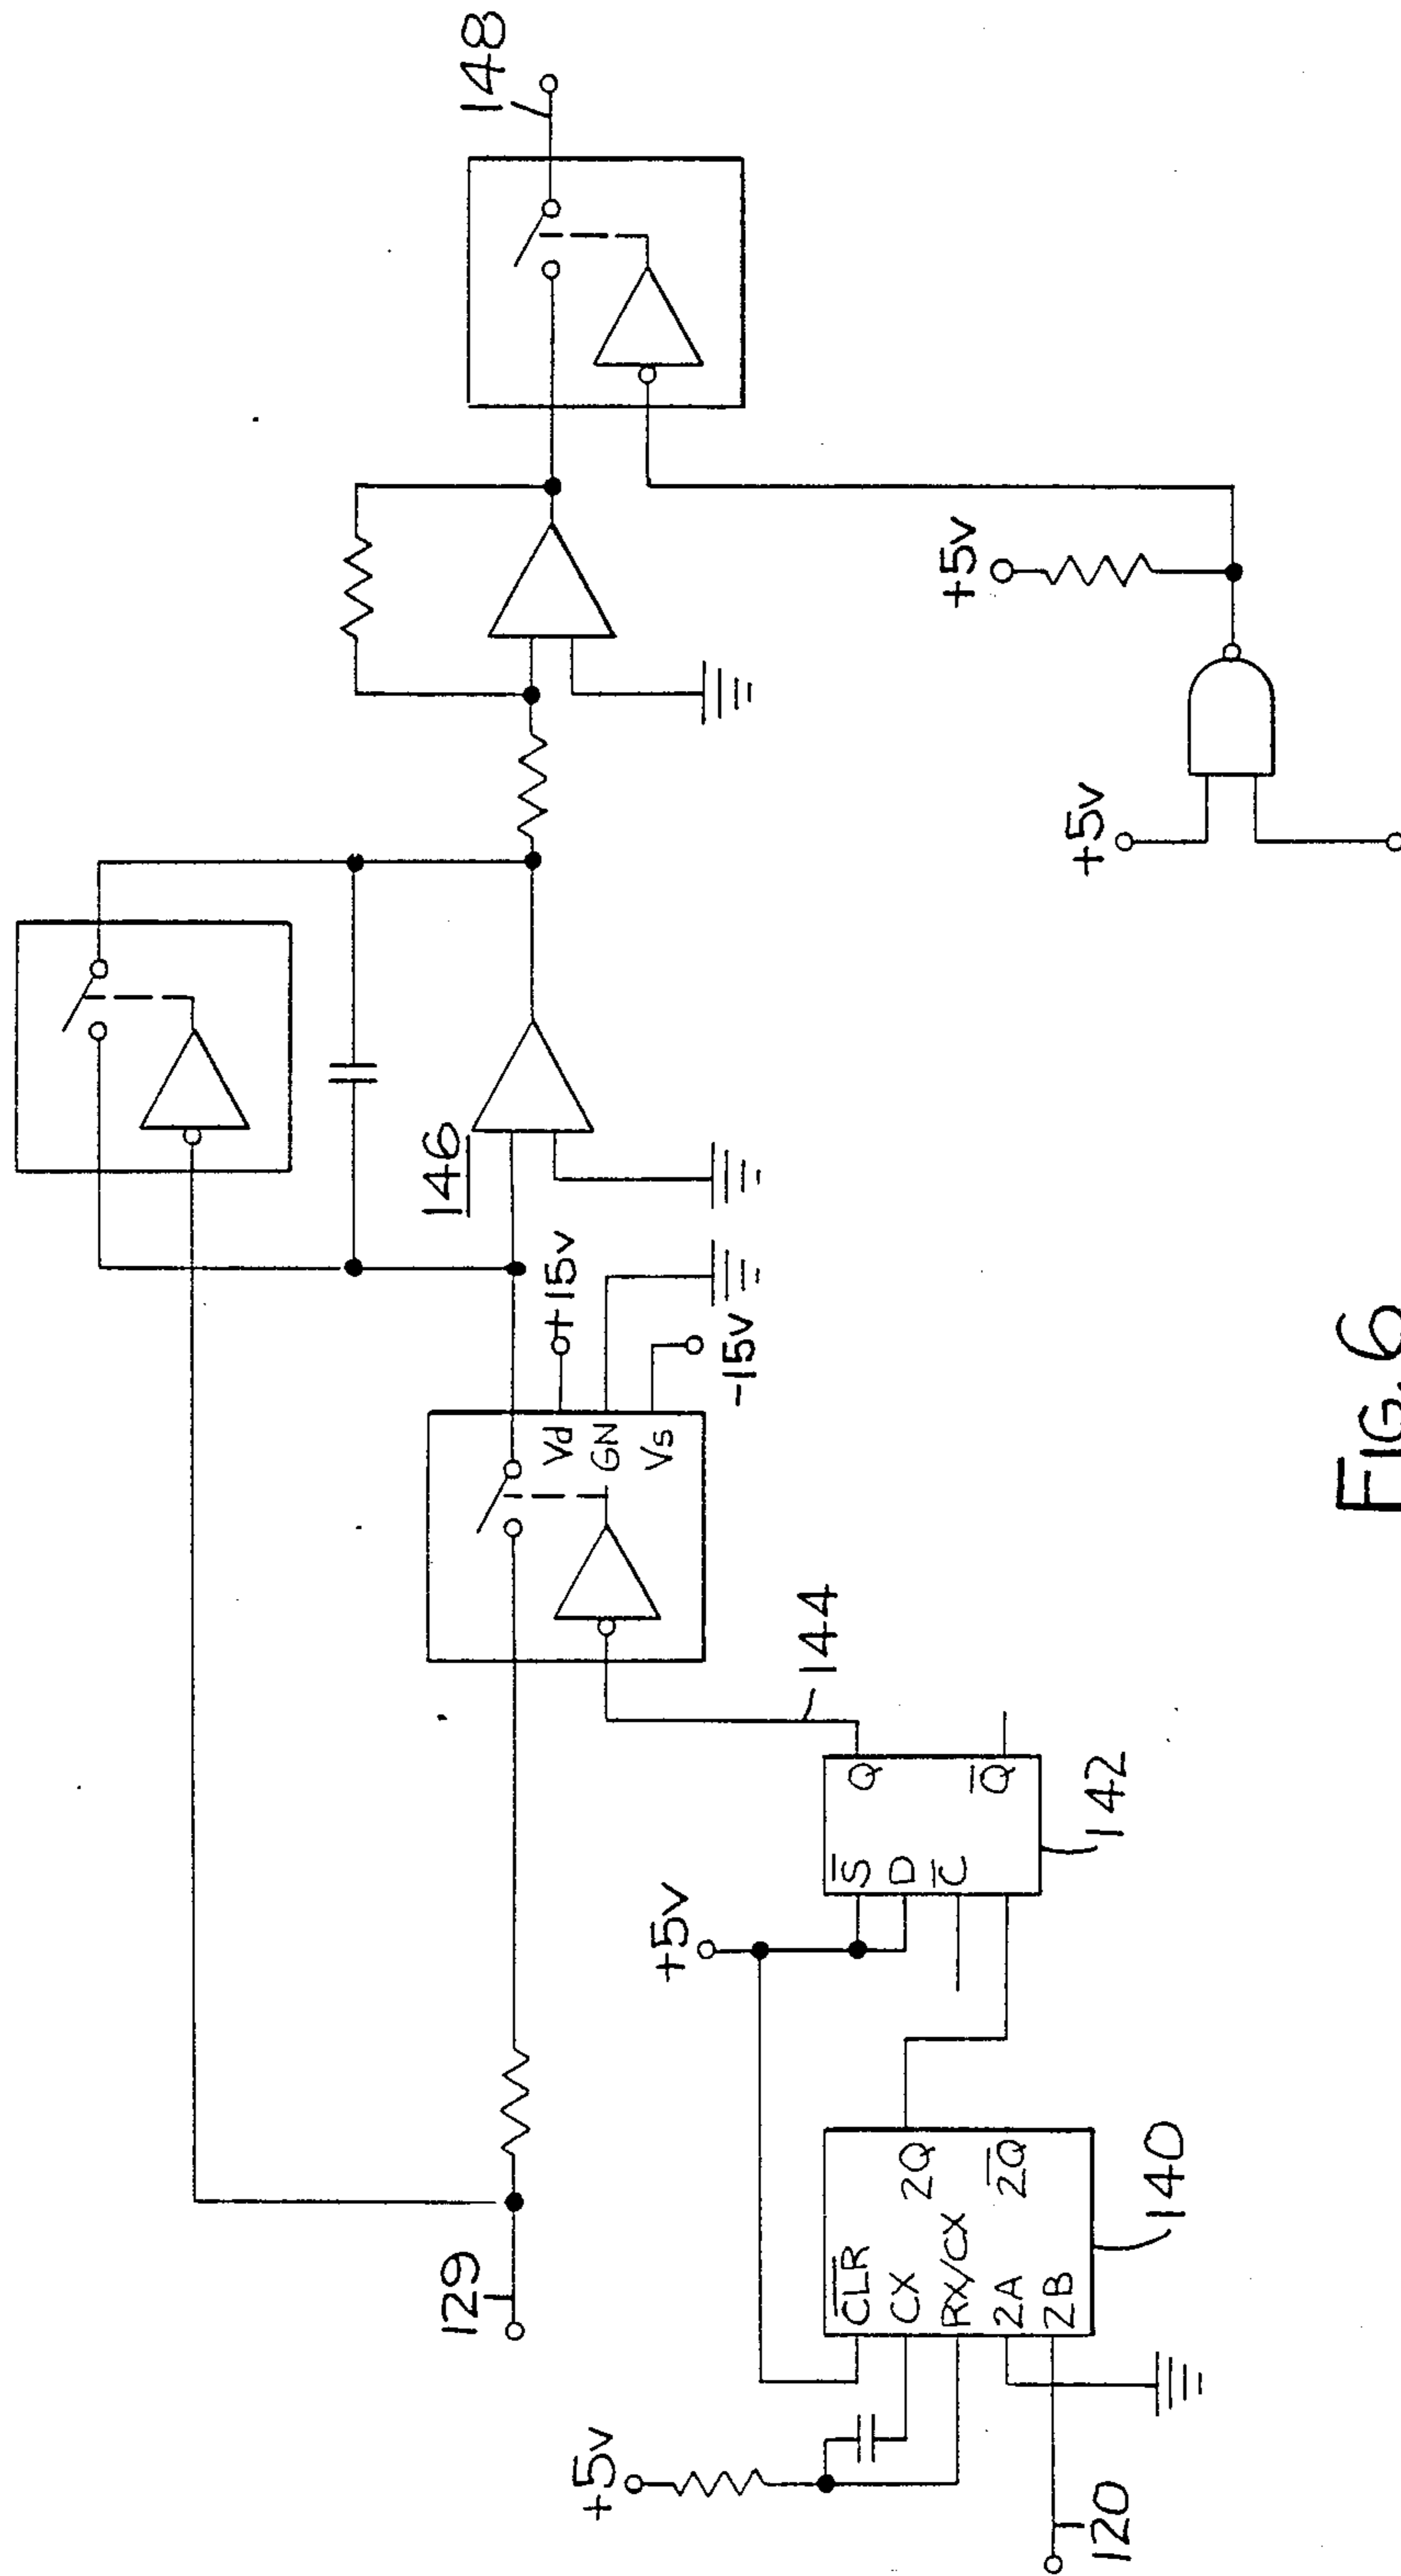 148
+5v
+5v
146
+15v
Vd
GN
Vs
-15v
144
Q
Q̅
S̅
D
C̅
142
+5v
129
2Q
2Q̅
C̅L̅R̅
CX
RX/CX
2A
2B
140
+5v
120
FIG. 6